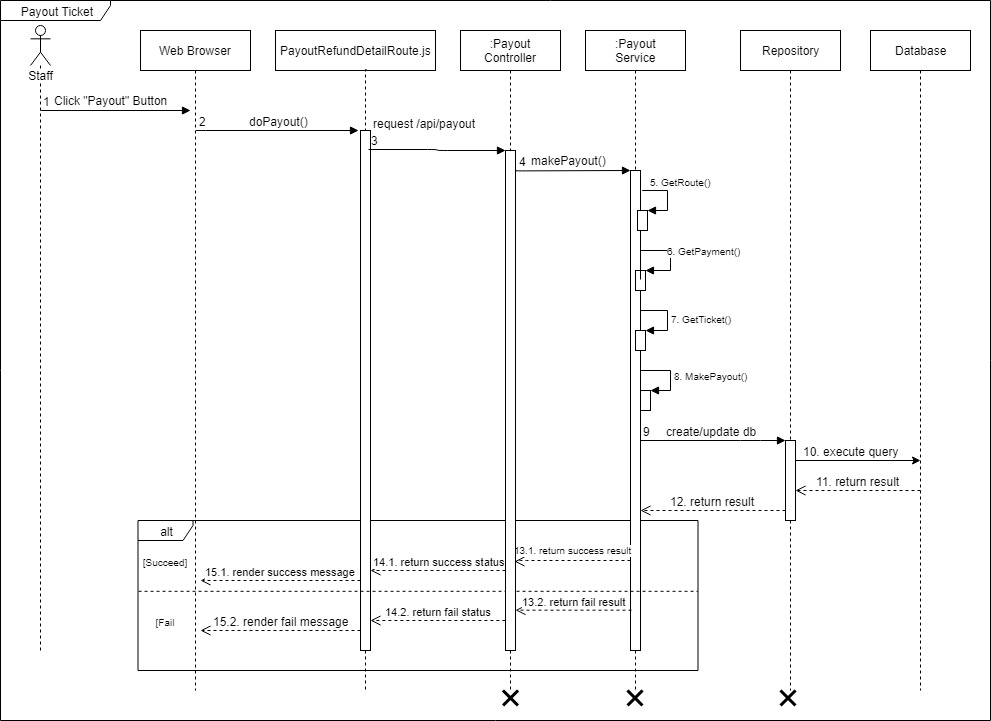 Payout Ticket
Staff
Web Browser
PayoutRefundDetailRoute.js
:Payout
Controller
:Payout
Service
Repository
Database
1 Click "Payout" Button
2 doPayout()
request /api/payout
3
4 makePayout()
5. GetRoute()
6. GetPayment()
7. GetTicket()
8. MakePayout()
9 create/update db
10. execute query
11. return result
12. return result
alt
[Succeed]
13.1. return success result
14.1. return success status
15.1. render success message
[Fail
13.2. return fail result
14.2. return fail status
15.2. render fail message